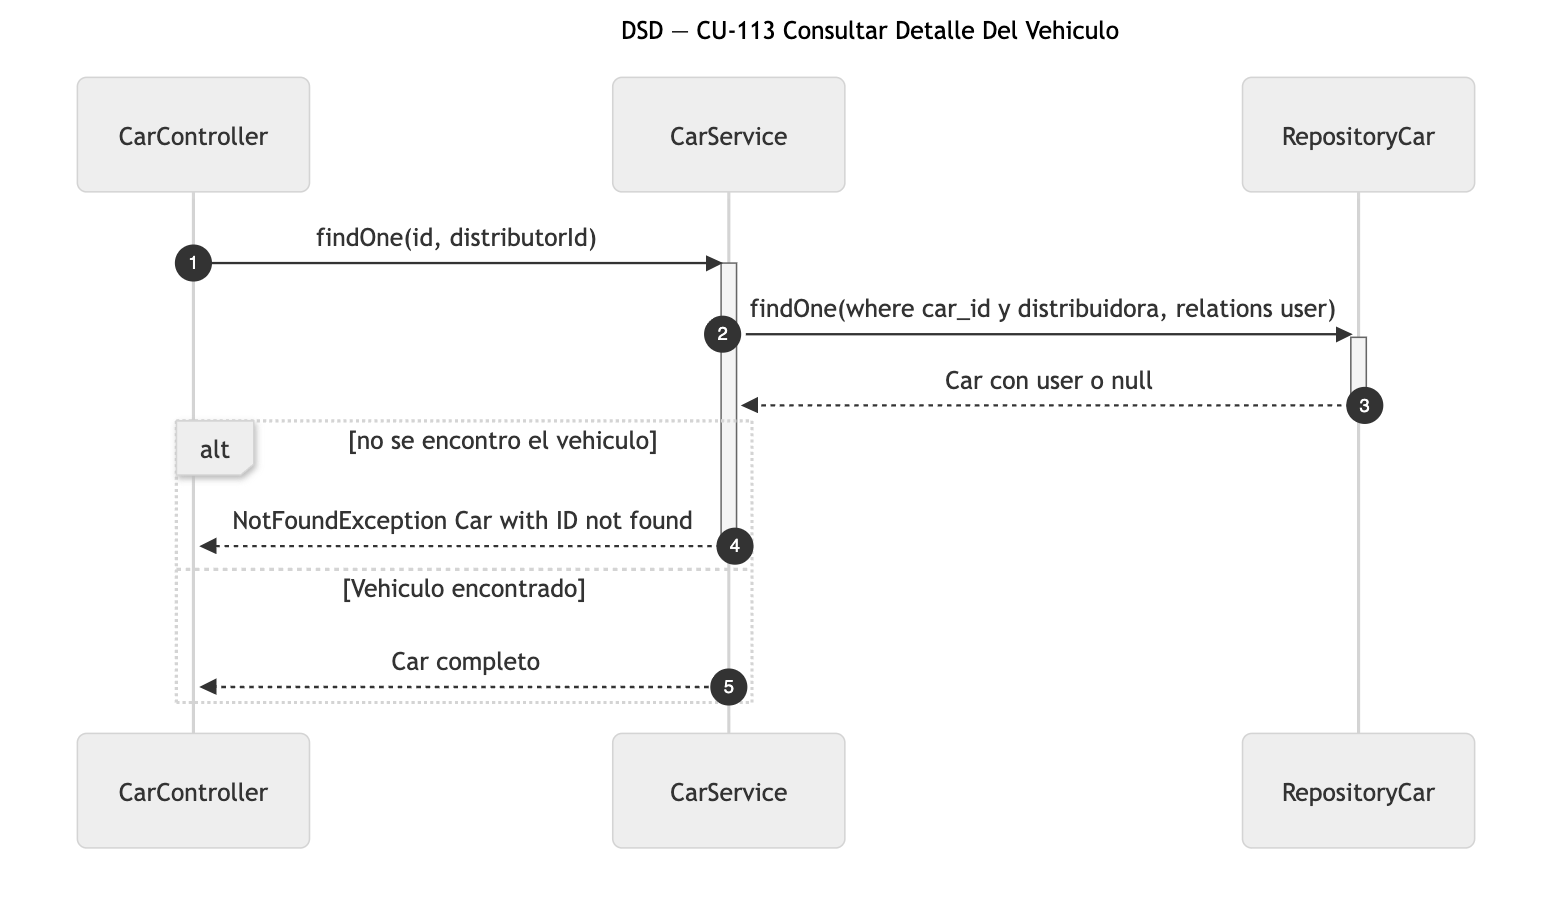 DSD — CU-113 Consultar Detalle Del Vehiculo
CarController
CarService
RepositoryCar
findOne(id, distributorId)
1
findOne(where car_id y distribuidora, relations user)
2
Car con user o null
3
alt
[no se encontro el vehiculo]
NotFoundException Car with ID not found
4
[Vehiculo encontrado]
Car completo
5
CarController
CarService
RepositoryCar